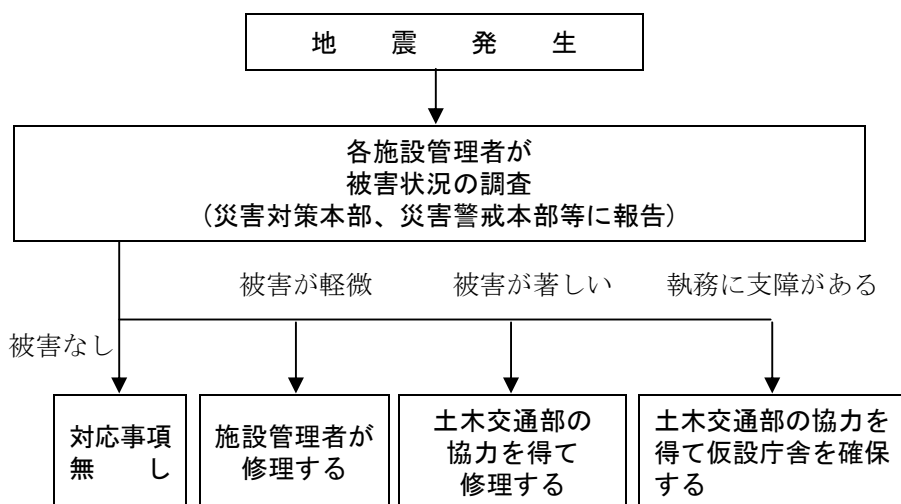 地　震　発　生
各施設管理者が
被害状況の調査
（災害対策本部、災害警戒本部等に報告）
被害が軽微
被害が著しい
執務に支障がある
被害なし
対応事項
無　し
施設管理者が
修理する
土木交通部の
協力を得て
修理する
土木交通部の協力を
得て仮設庁舎を確保
する